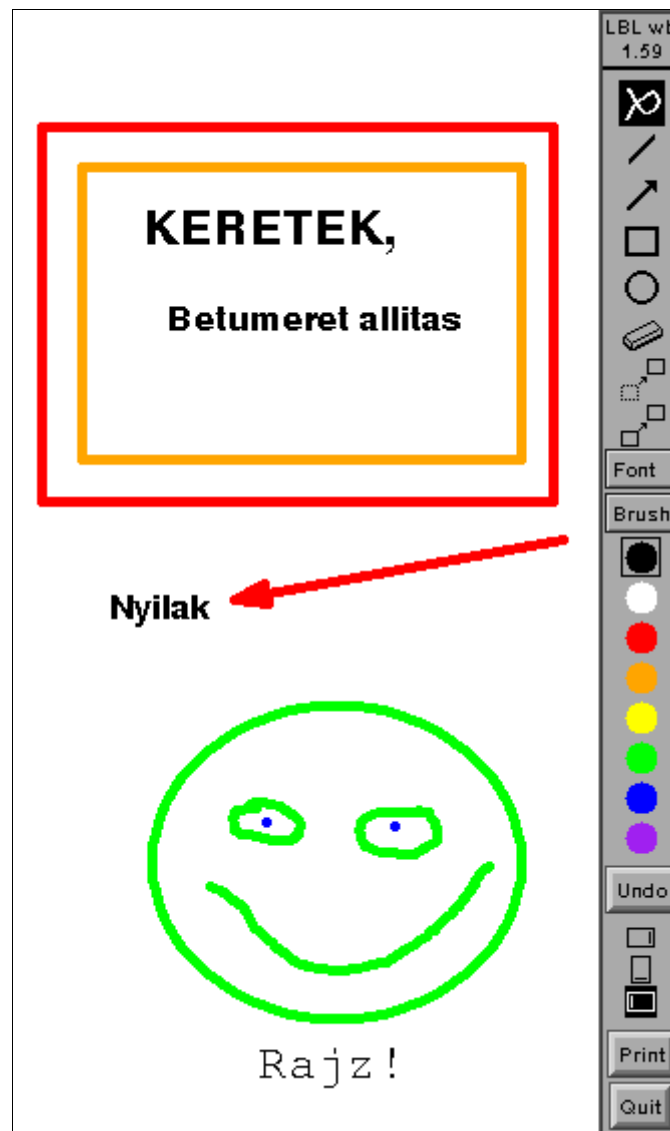 LBL wb
1.59
KERETEK,
Betumeret allitas
Font
Brush
Nyilak
Undo
Rajz!
Print
Quit